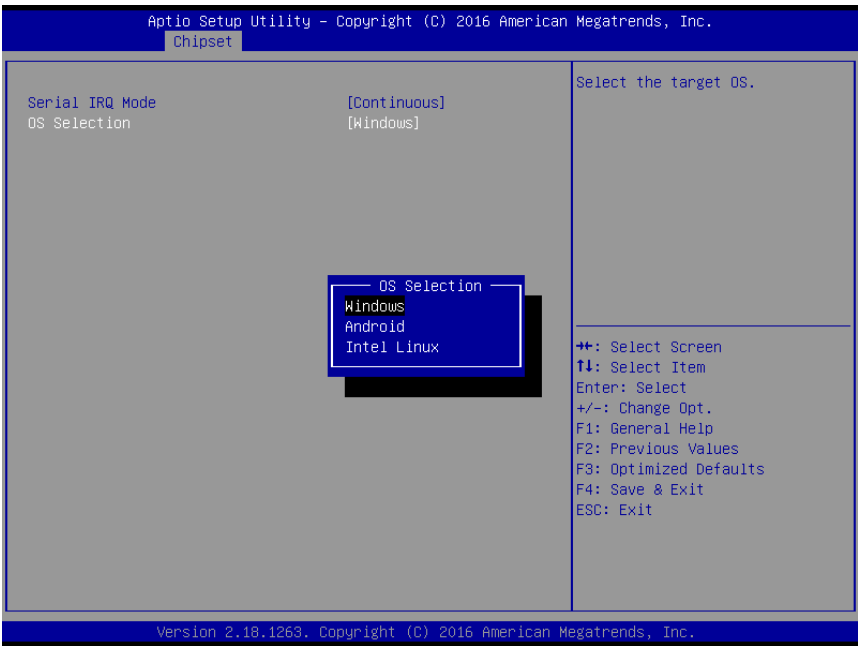 Aptio Setup Utility – Copyright (C) 2016 American Megatrends, Inc.
Chipset
Serial IRQ Mode [Continuous]
OS Selection [Windows]
Select the target OS.
OS Selection
Windows
Android
Intel Linux
→←: Select Screen
↑↓: Select Item
Enter: Select
+/-: Change Opt.
F1: General Help
F2: Previous Values
F3: Optimized Defaults
F4: Save & Exit
ESC: Exit
Version 2.18.1263. Copyright (C) 2016 American Megatrends, Inc.